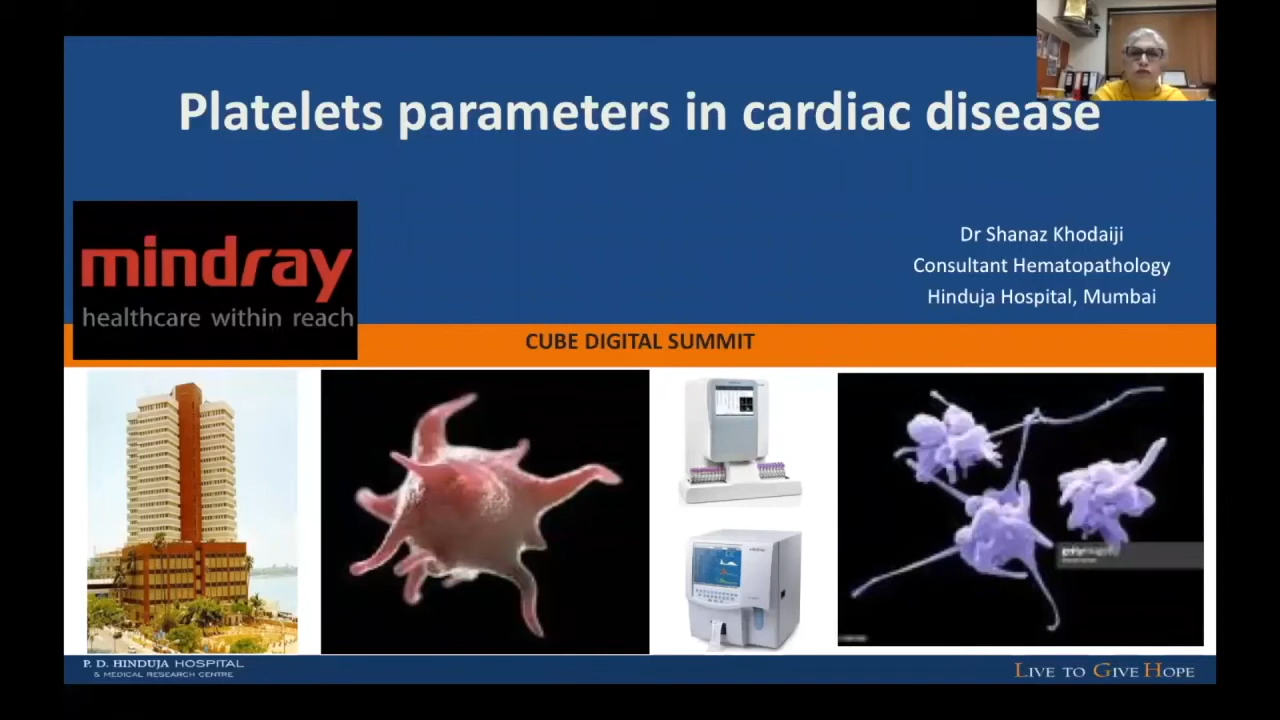 Platelets parameters in cardiac disease
mindray
healthcare within reach
Dr Shanaz Khodaiji
Consultant Hematopathology
Hinduja Hospital, Mumbai
CUBE DIGITAL SUMMIT
P. D. HINDUJA HOSPITAL
& MEDICAL RESEARCH CENTRE
LIVE TO GIVE HOPE